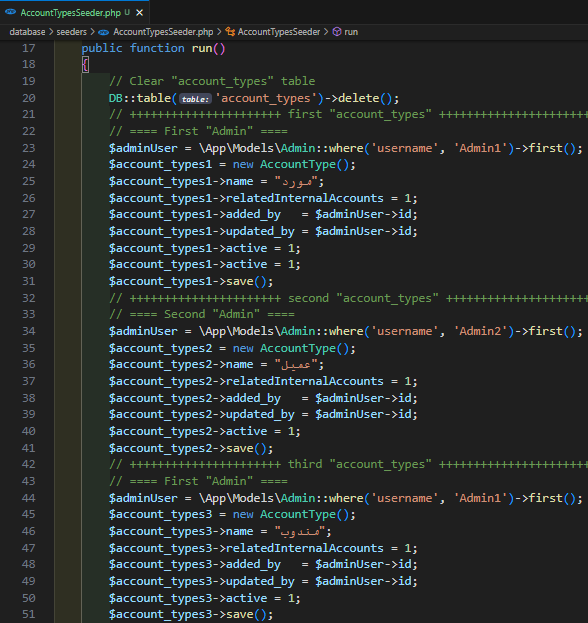 AccountTypesSeeder.php U ×
database > seeders > AccountTypesSeeder.php > AccountTypesSeeder > run
17 public function run()
18 {
19 // Clear "account_types" table
20 DB::table(table: 'account_types')->delete();
21 // ++++++++++++++++++++++ first "account_types" ++++++++++++++++++++++
22 // ==== First "Admin" ====
23 $adminUser = \App\Models\Admin::where('username', 'Admin1')->first();
24 $account_types1 = new AccountType();
25 $account_types1->name = "مورد";
26 $account_types1->relatedInternalAccounts = 1;
27 $account_types1->added_by   = $adminUser->id;
28 $account_types1->updated_by = $adminUser->id;
29 $account_types1->active = 1;
30 $account_types1->active = 1;
31 $account_types1->save();
32 // ++++++++++++++++++++++ second "account_types" +++++++++++++++++++++
33 // ==== Second "Admin" ====
34 $adminUser = \App\Models\Admin::where('username', 'Admin2')->first();
35 $account_types2 = new AccountType();
36 $account_types2->name = "عميل";
37 $account_types2->relatedInternalAccounts = 1;
38 $account_types2->added_by   = $adminUser->id;
39 $account_types2->updated_by = $adminUser->id;
40 $account_types2->active = 1;
41 $account_types2->save();
42 // ++++++++++++++++++++++ third "account_types" ++++++++++++++++++++++
43 // ==== First "Admin" ====
44 $adminUser = \App\Models\Admin::where('username', 'Admin1')->first();
45 $account_types3 = new AccountType();
46 $account_types3->name = "مندوب";
47 $account_types3->relatedInternalAccounts = 1;
48 $account_types3->added_by   = $adminUser->id;
49 $account_types3->updated_by = $adminUser->id;
50 $account_types3->active = 1;
51 $account_types3->save();